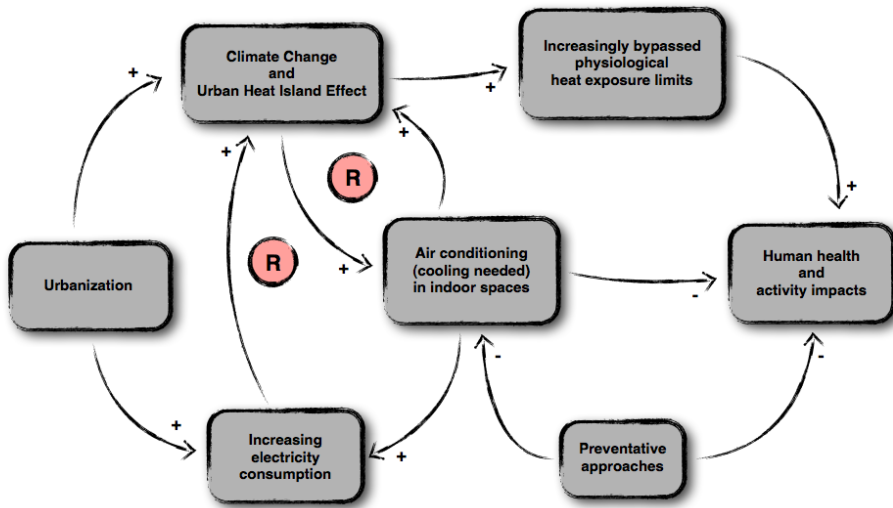 Climate Change
and
Urban Heat Island Effect
Increasingly bypassed
physiological
heat exposure limits
+
+
+
+
R
+
R
+
Urbanization
Air conditioning
(cooling needed)
in indoor spaces
Human health
and
activity impacts
-
-
-
+
+
Increasing
electricity
consumption
Preventative
approaches